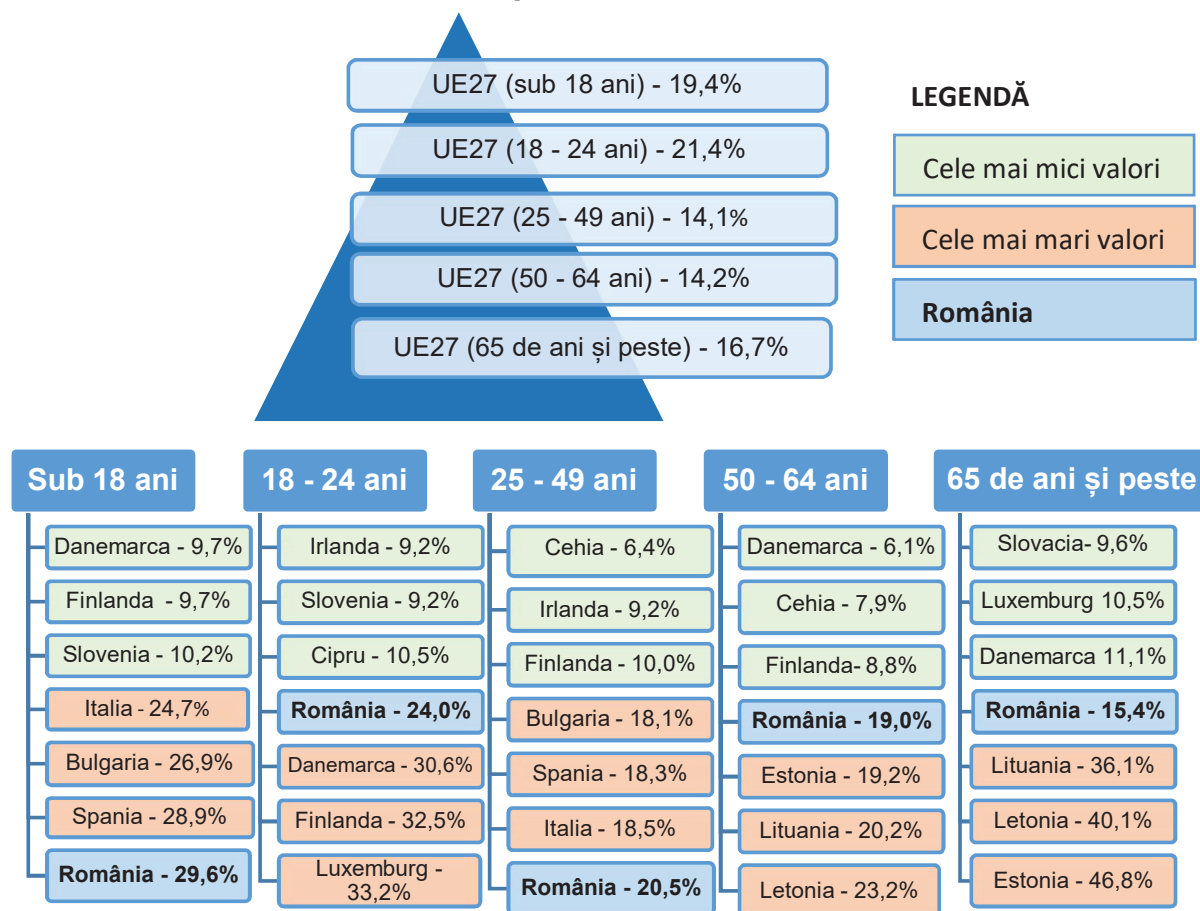 UE27 (sub 18 ani) - 19,4%
UE27 (18 - 24 ani) - 21,4%
UE27 (25 - 49 ani) - 14,1%
UE27 (50 - 64 ani) - 14,2%
UE27 (65 de ani și peste) - 16,7%
LEGENDĂ
Cele mai mici valori
Cele mai mari valori
România
Sub 18 ani
Danemarca - 9,7%
Finlanda - 9,7%
Slovenia - 10,2%
Italia - 24,7%
Bulgaria - 26,9%
Spania - 28,9%
România - 29,6%
18 - 24 ani
Irlanda - 9,2%
Slovenia - 9,2%
Cipru - 10,5%
România - 24,0%
Danemarca - 30,6%
Finlanda - 32,5%
Luxemburg -
33,2%
25 - 49 ani
Cehia - 6,4%
Irlanda - 9,2%
Finlanda - 10,0%
Bulgaria - 18,1%
Spania - 18,3%
Italia - 18,5%
România - 20,5%
50 - 64 ani
Danemarca - 6,1%
Cehia - 7,9%
Finlanda- 8,8%
România - 19,0%
Estonia - 19,2%
Lituania - 20,2%
Letonia - 23,2%
65 de ani și peste
Slovacia- 9,6%
Luxemburg 10,5%
Danemarca 11,1%
România - 15,4%
Lituania - 36,1%
Letonia - 40,1%
Estonia - 46,8%